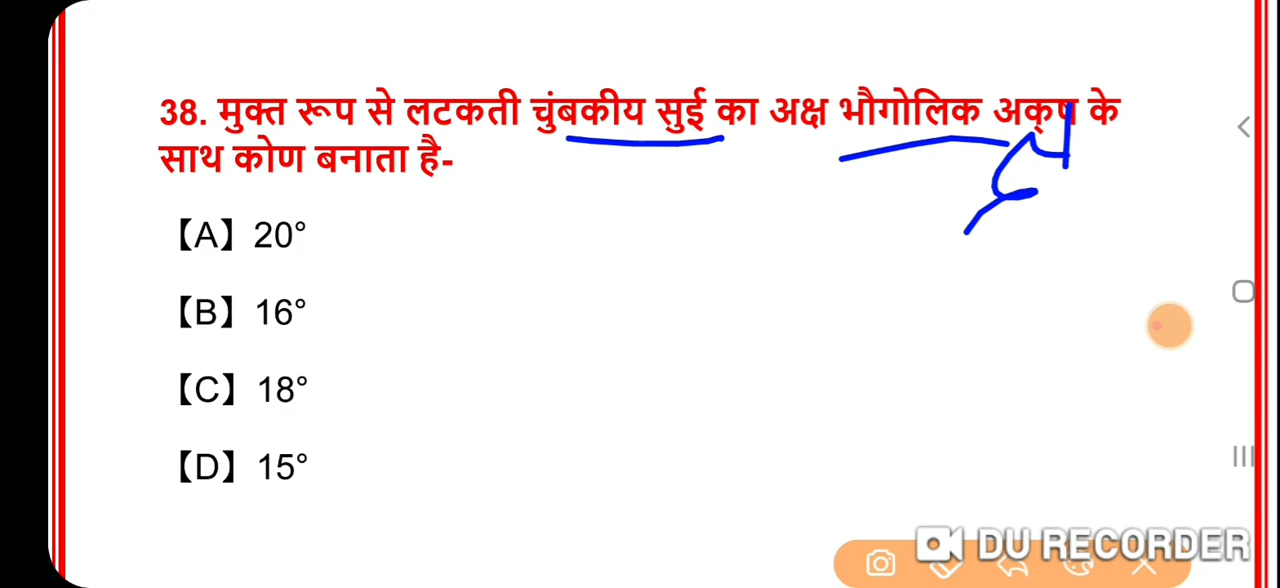 38. मुक्त रूप से लटकती चुंबकीय सुई का अक्ष भौगोलिक अक्ष के
साथ कोण बनाता है-
【A】 20°
【B】 16°
【C】 18°
【D】 15°
DU RECORDER